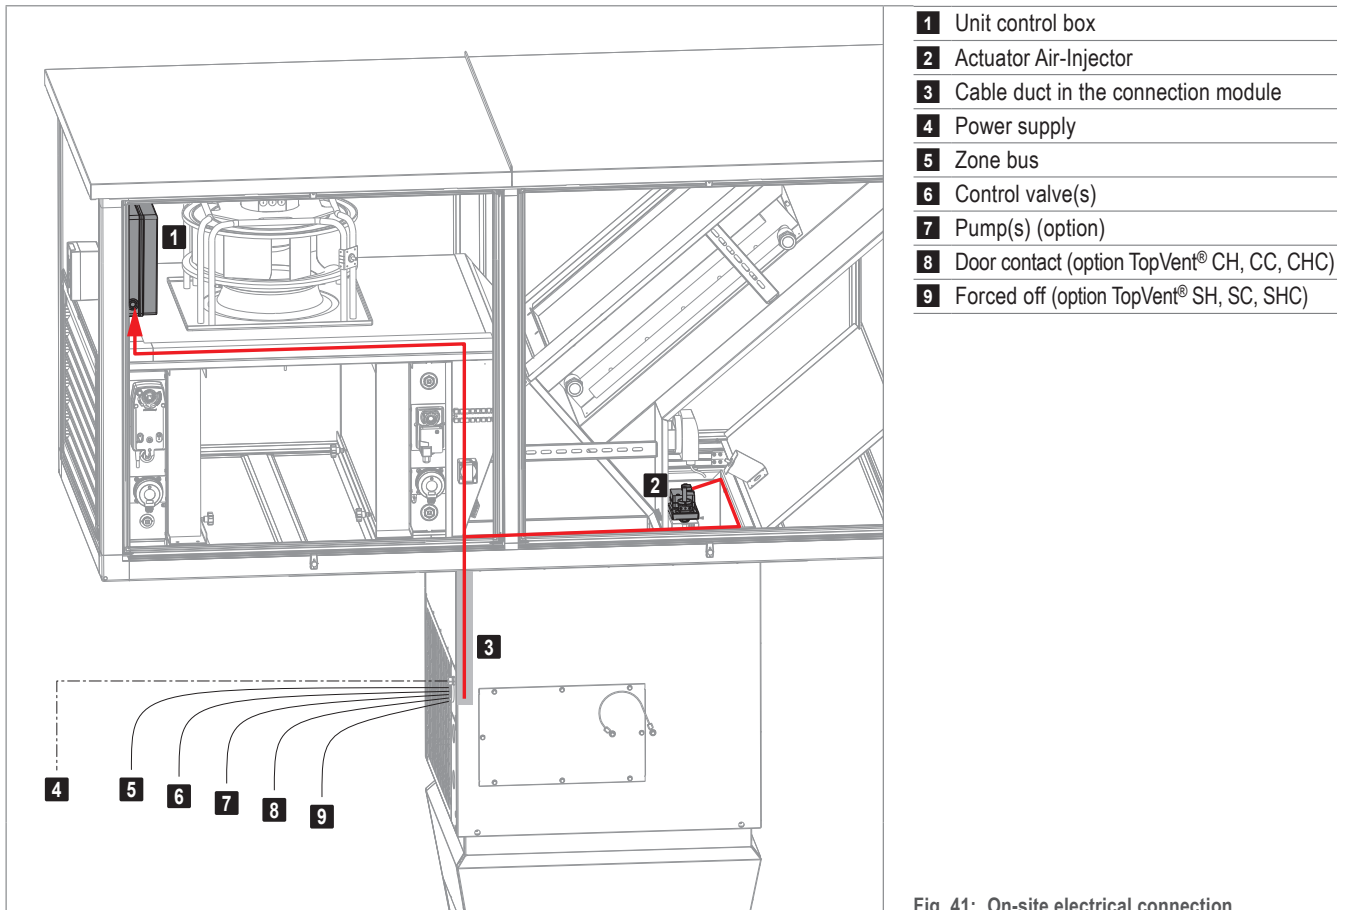 1 Unit control box
2 Actuator Air-Injector
3 Cable duct in the connection module
4 Power supply
5 Zone bus
6 Control valve(s)
7 Pump(s) (option)
8 Door contact (option TopVent® CH, CC, CHC)
9 Forced off (option TopVent® SH, SC, SHC)
1
2
3
4
5
6
7
8
9
Fig. 41: On-site electrical connection